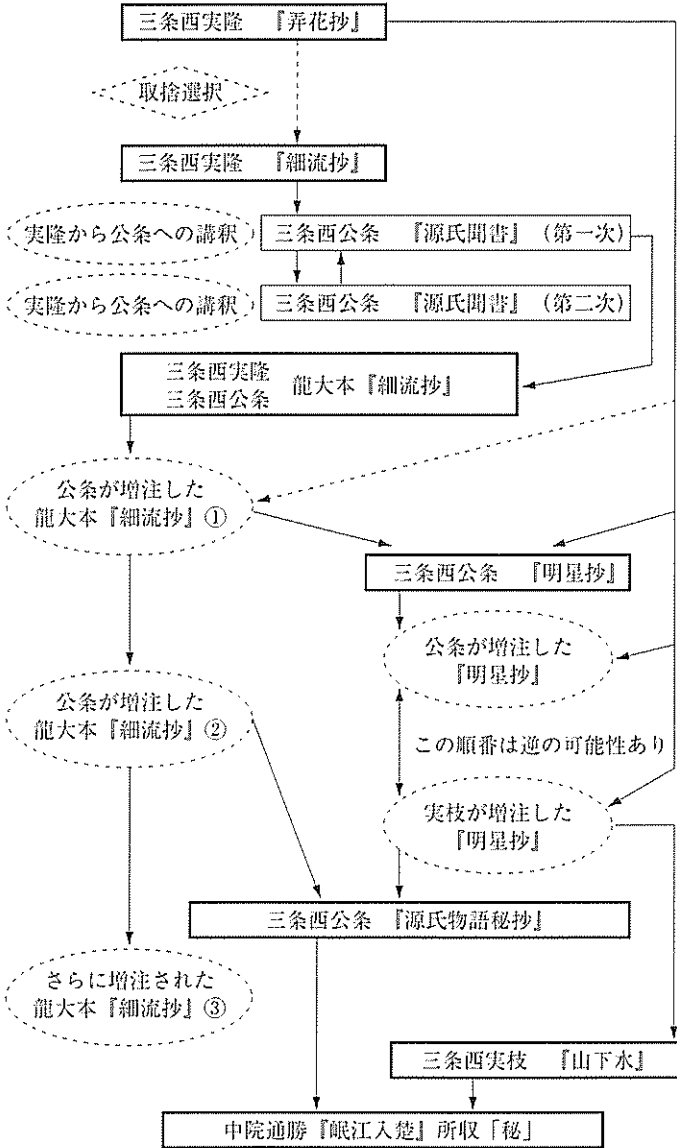 三条西実隆　『弄花抄』
取捨選択
三条西実隆　『細流抄』
実隆から公条への講釈
三条西公条　『源氏聞書』（第一次）
実隆から公条への講釈
三条西公条　『源氏聞書』（第二次）
三条西実隆
三条西公条
龍大本『細流抄』
公条が増注した
龍大本『細流抄』①
三条西公条　『明星抄』
公条が増注した
『明星抄』
公条が増注した
龍大本『細流抄』②
この順番は逆の可能性あり
実枝が増注した
『明星抄』
三条西公条　『源氏物語秘抄』
さらに増注された
龍大本『細流抄』③
三条西実枝　『山下水』
中院通勝『岷江入楚』所収「秘」